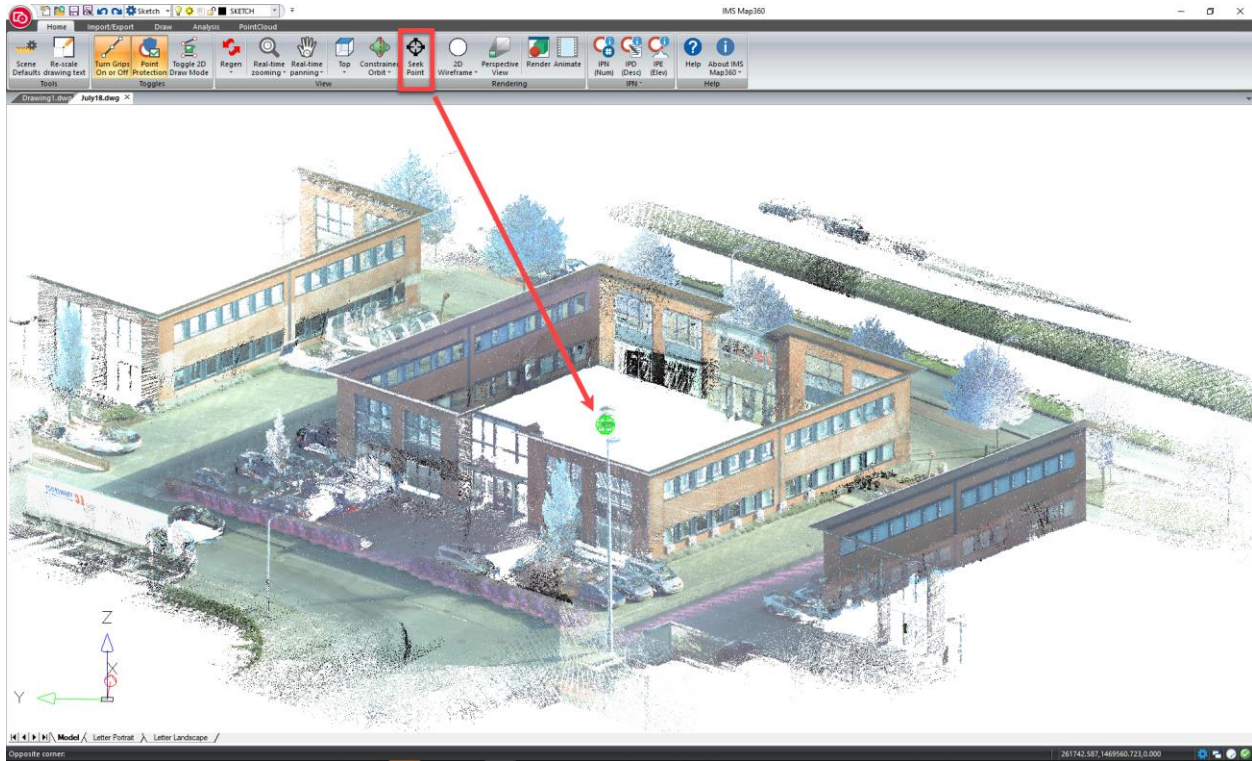 Sketch SKETCH IMS Map360
Home Import/Export Draw Analysis PointCloud
Scene Defaults
Re-scale drawing text
Turn Grips On or Off
Point Protection
Toggle 2D Draw Mode
Regen
Real-time zooming
Real-time panning
Top
Constrained Orbit
Seek Point
2D Wireframe
Perspective View
Render
Animate
IPN (Num)
IPD (Desc)
IPE (Elev)
Help
About IMS Map360
Tools Toggles View Rendering IPN Help
Drawing1.dwg July18.dwg
Z
X
Y
Model Letter Portrait Letter Landscape
Opposite corner: 261742.587,1469560.723,0.000